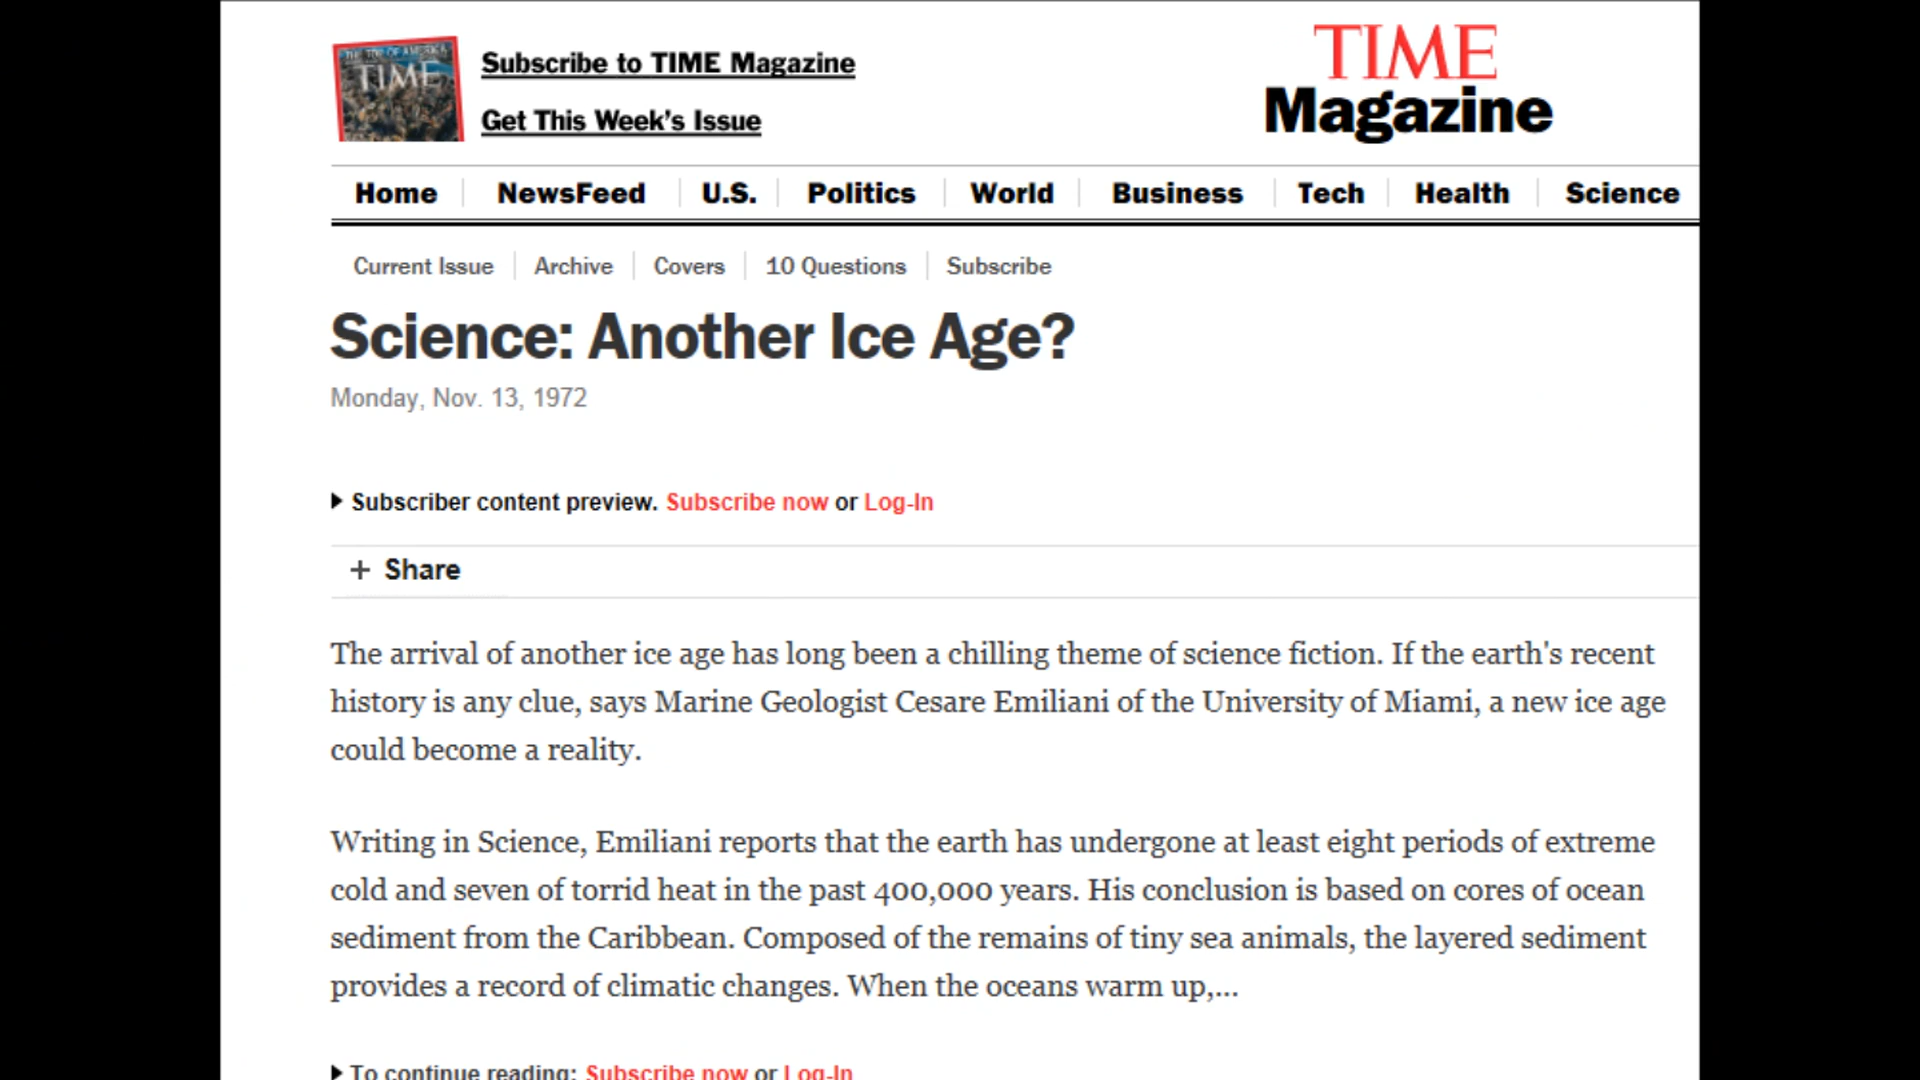 THE TOP OF AMERICA
TIME
Subscribe to TIME Magazine
Get This Week's Issue
TIME
Magazine
Home NewsFeed U.S. Politics World Business Tech Health Science
Current Issue Archive Covers 10 Questions Subscribe
Science: Another Ice Age?
Monday, Nov. 13, 1972
Subscriber content preview. Subscribe now or Log-In
+ Share
The arrival of another ice age has long been a chilling theme of science fiction. If the earth's recent
history is any clue, says Marine Geologist Cesare Emiliani of the University of Miami, a new ice age
could become a reality.
Writing in Science, Emiliani reports that the earth has undergone at least eight periods of extreme
cold and seven of torrid heat in the past 400,000 years. His conclusion is based on cores of ocean
sediment from the Caribbean. Composed of the remains of tiny sea animals, the layered sediment
provides a record of climatic changes. When the oceans warm up,...
To continue reading: Subscribe now or Log-In